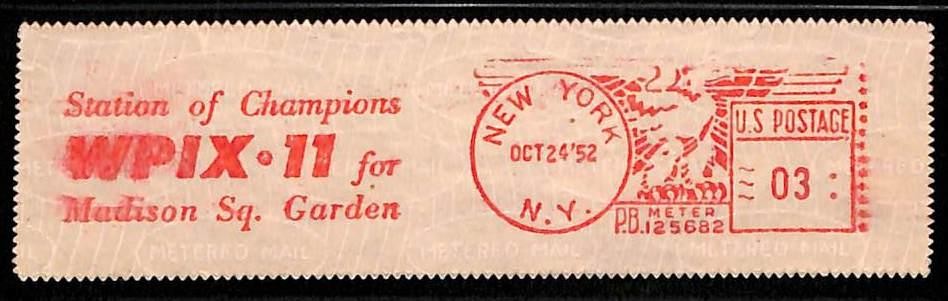 Station of Champions
WPIX·11 for
Madison Sq. Garden
NEW YORK
OCT 24 '52
N.Y.
P.B. METER
125682
U.S POSTAGE
03
METERED MAIL METERED MAIL METERED MAIL